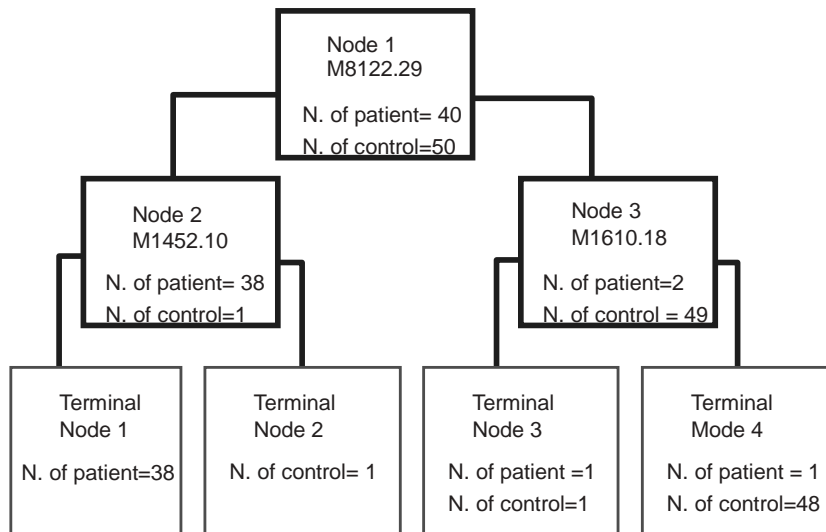 Node 1
M8122.29
N. of patient= 40
N. of control=50
Node 2
M1452.10
N. of patient= 38
N. of control=1
Node 3
M1610.18
N. of patient=2
N. of control = 49
Terminal
Node 1
N. of patient=38
Terminal
Node 2
N. of control= 1
Terminal
Node 3
N. of patient =1
N. of control=1
Terminal
Mode 4
N. of patient = 1
N. of control=48